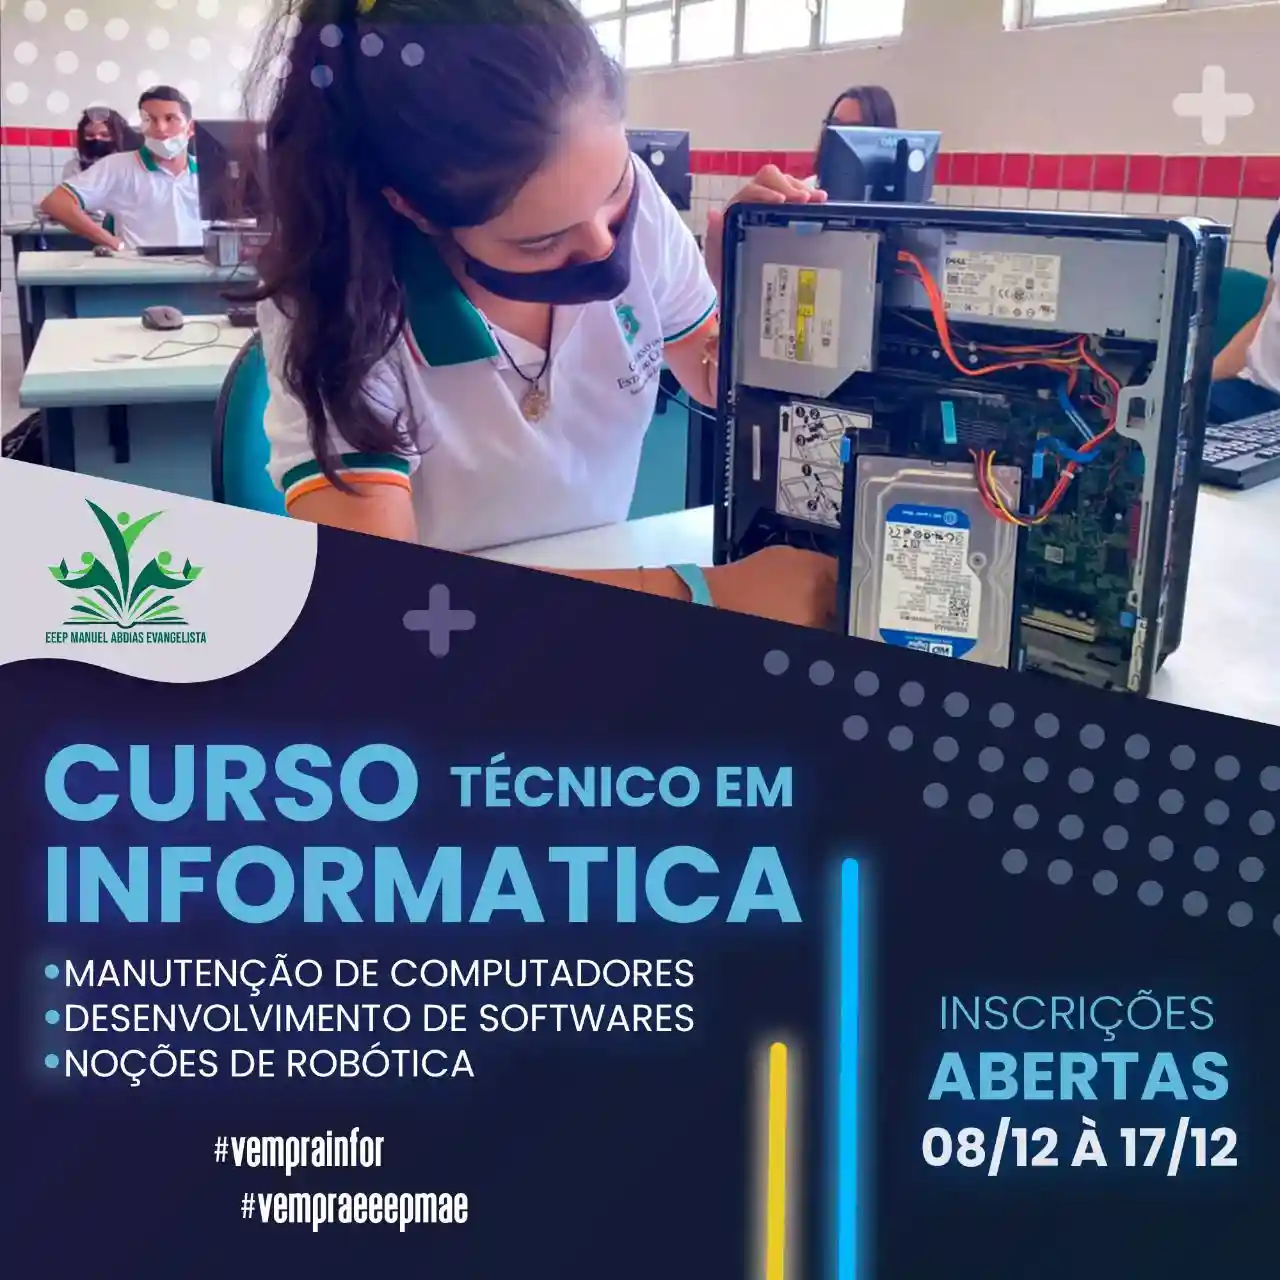 DELL
EEEP MANUEL ABDIAS EVANGELISTA
CURSO TÉCNICO EM
INFORMATICA
•MANUTENÇÃO DE COMPUTADORES
•DESENVOLVIMENTO DE SOFTWARES
•NOÇÕES DE ROBÓTICA
INSCRIÇÕES
ABERTAS
08/12 À 17/12
#vemprainfor
#vempraeeepmae